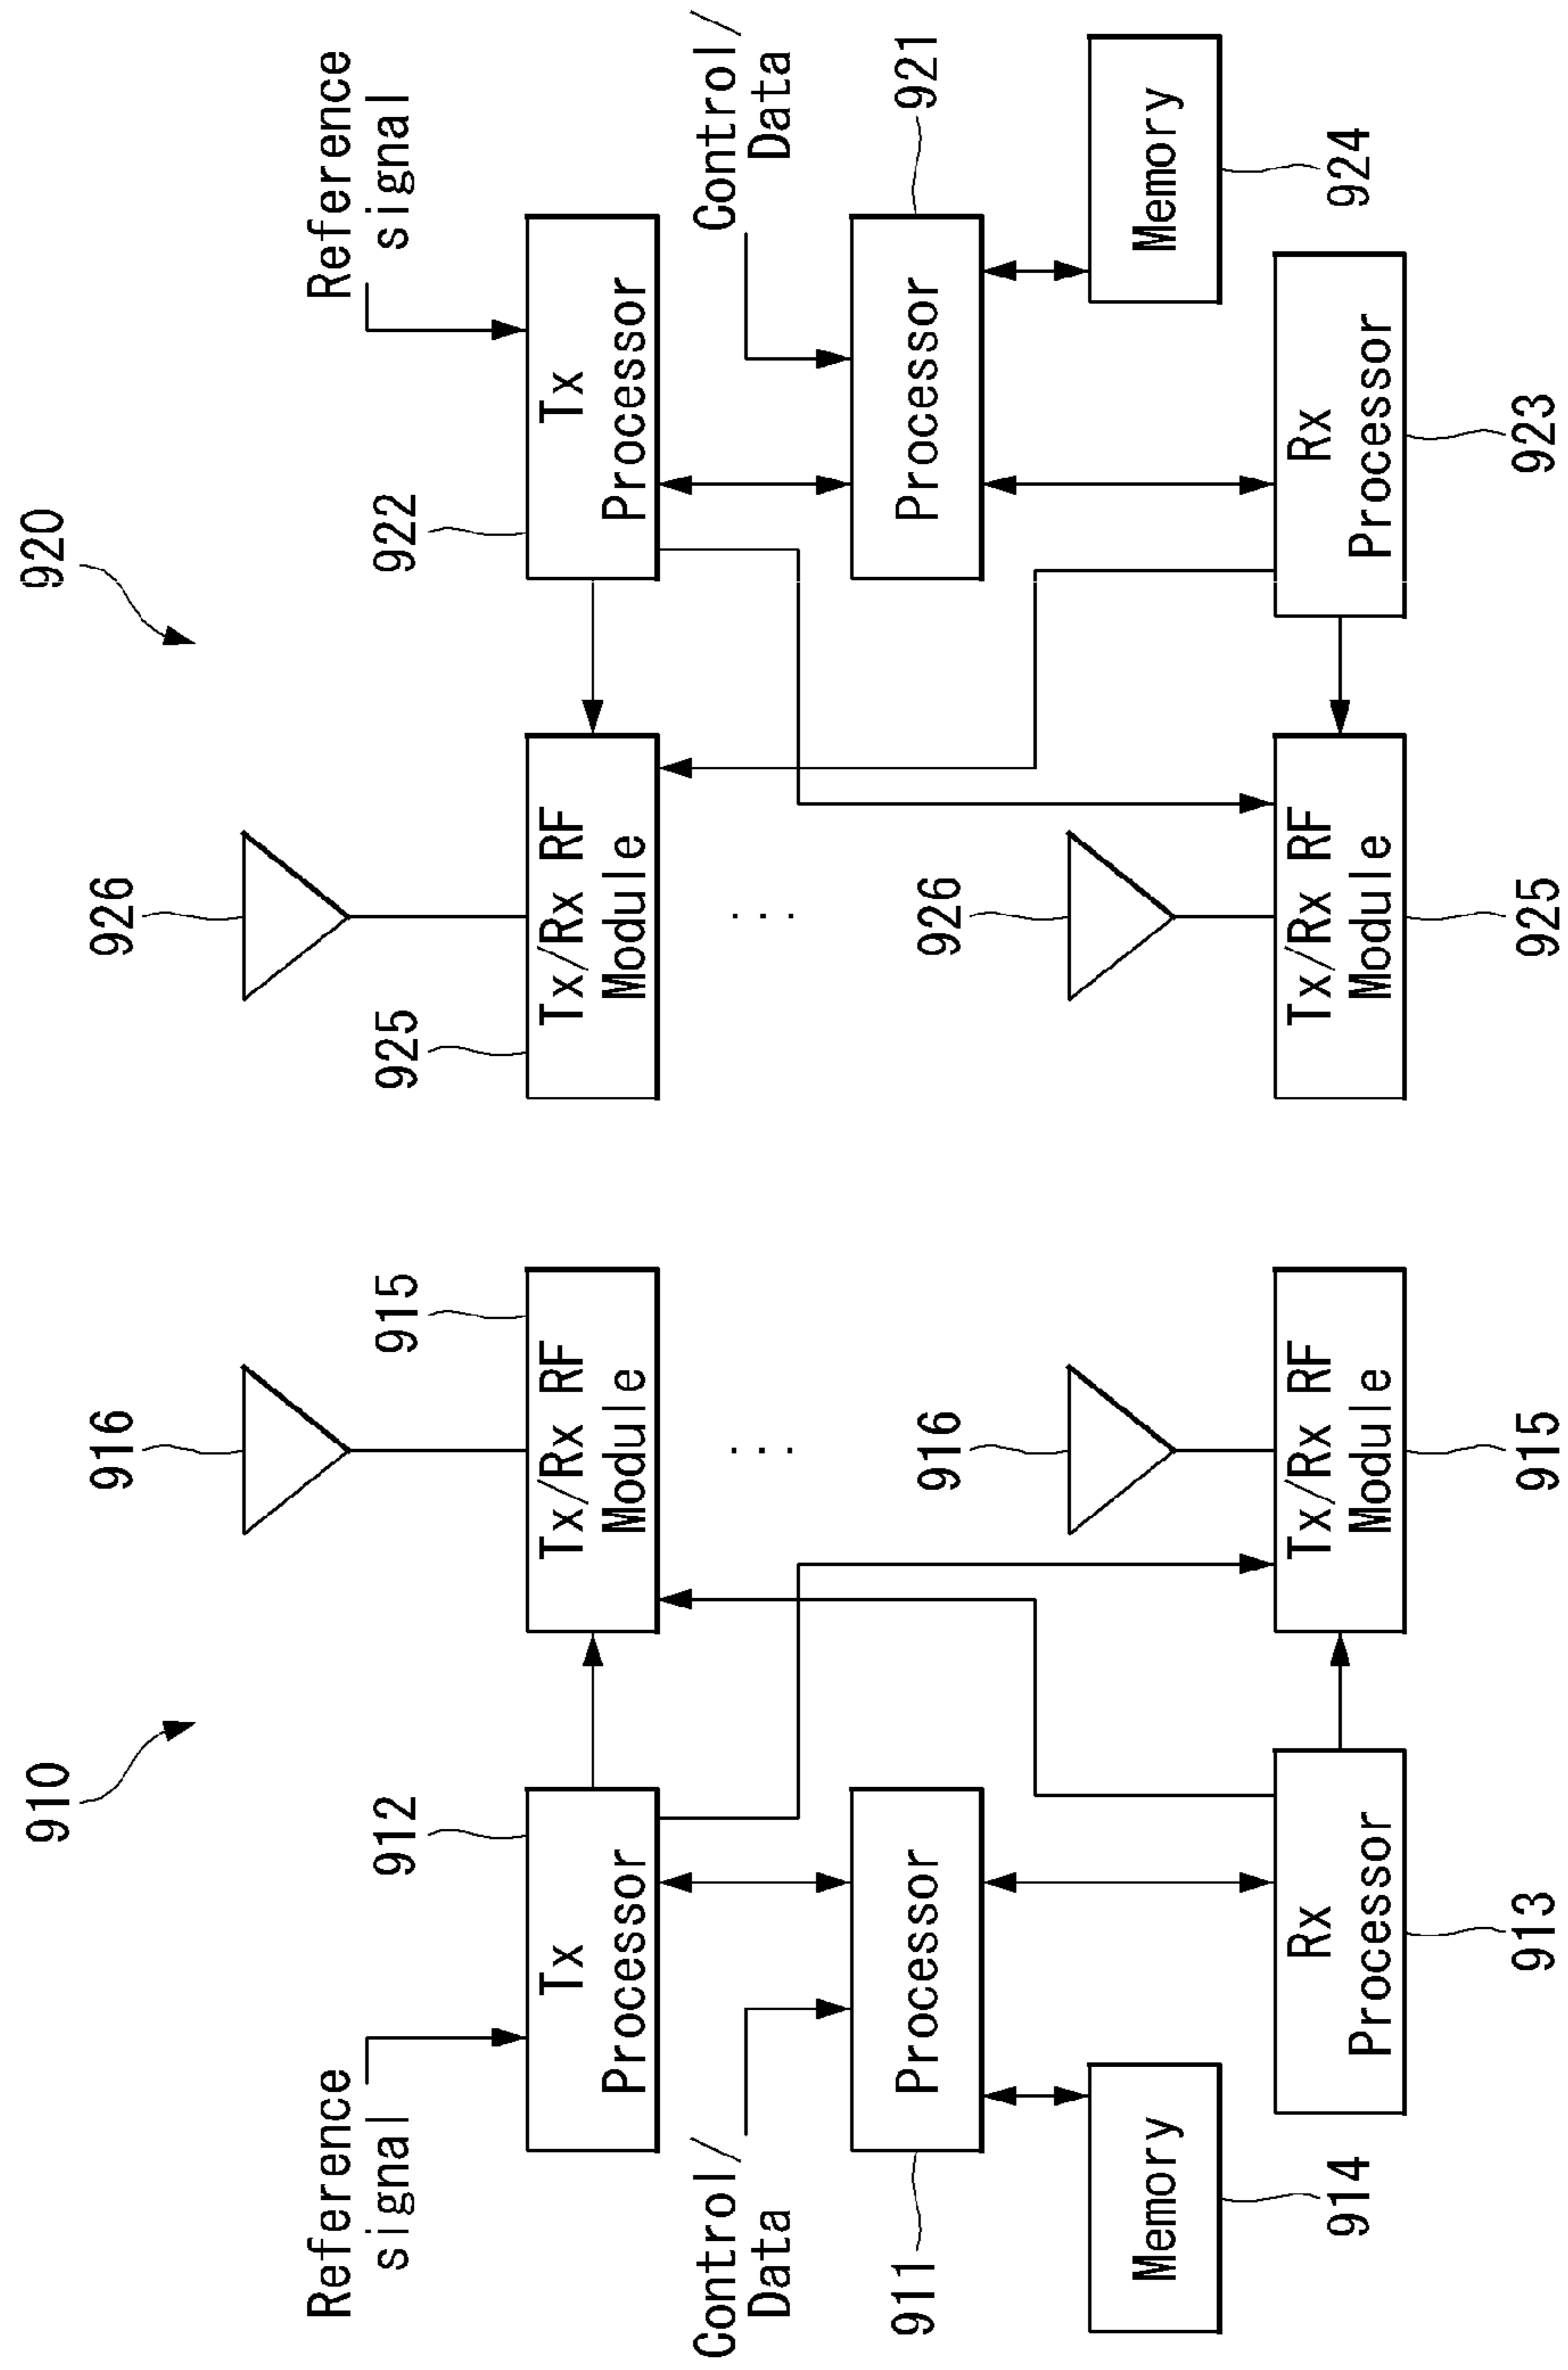 910
920
916
926
Reference
signal
912
915
925
922
Reference
signal
Tx
Processor
Tx/Rx RF
Module
Tx/Rx RF
Module
Tx
Processor
Control/
Data
...
...
Control/
Data
911
Processor
916
926
Processor
921
Memory
Memory
914
Rx
Processor
Tx/Rx RF
Module
Tx/Rx RF
Module
Rx
Processor
924
913
915
925
923